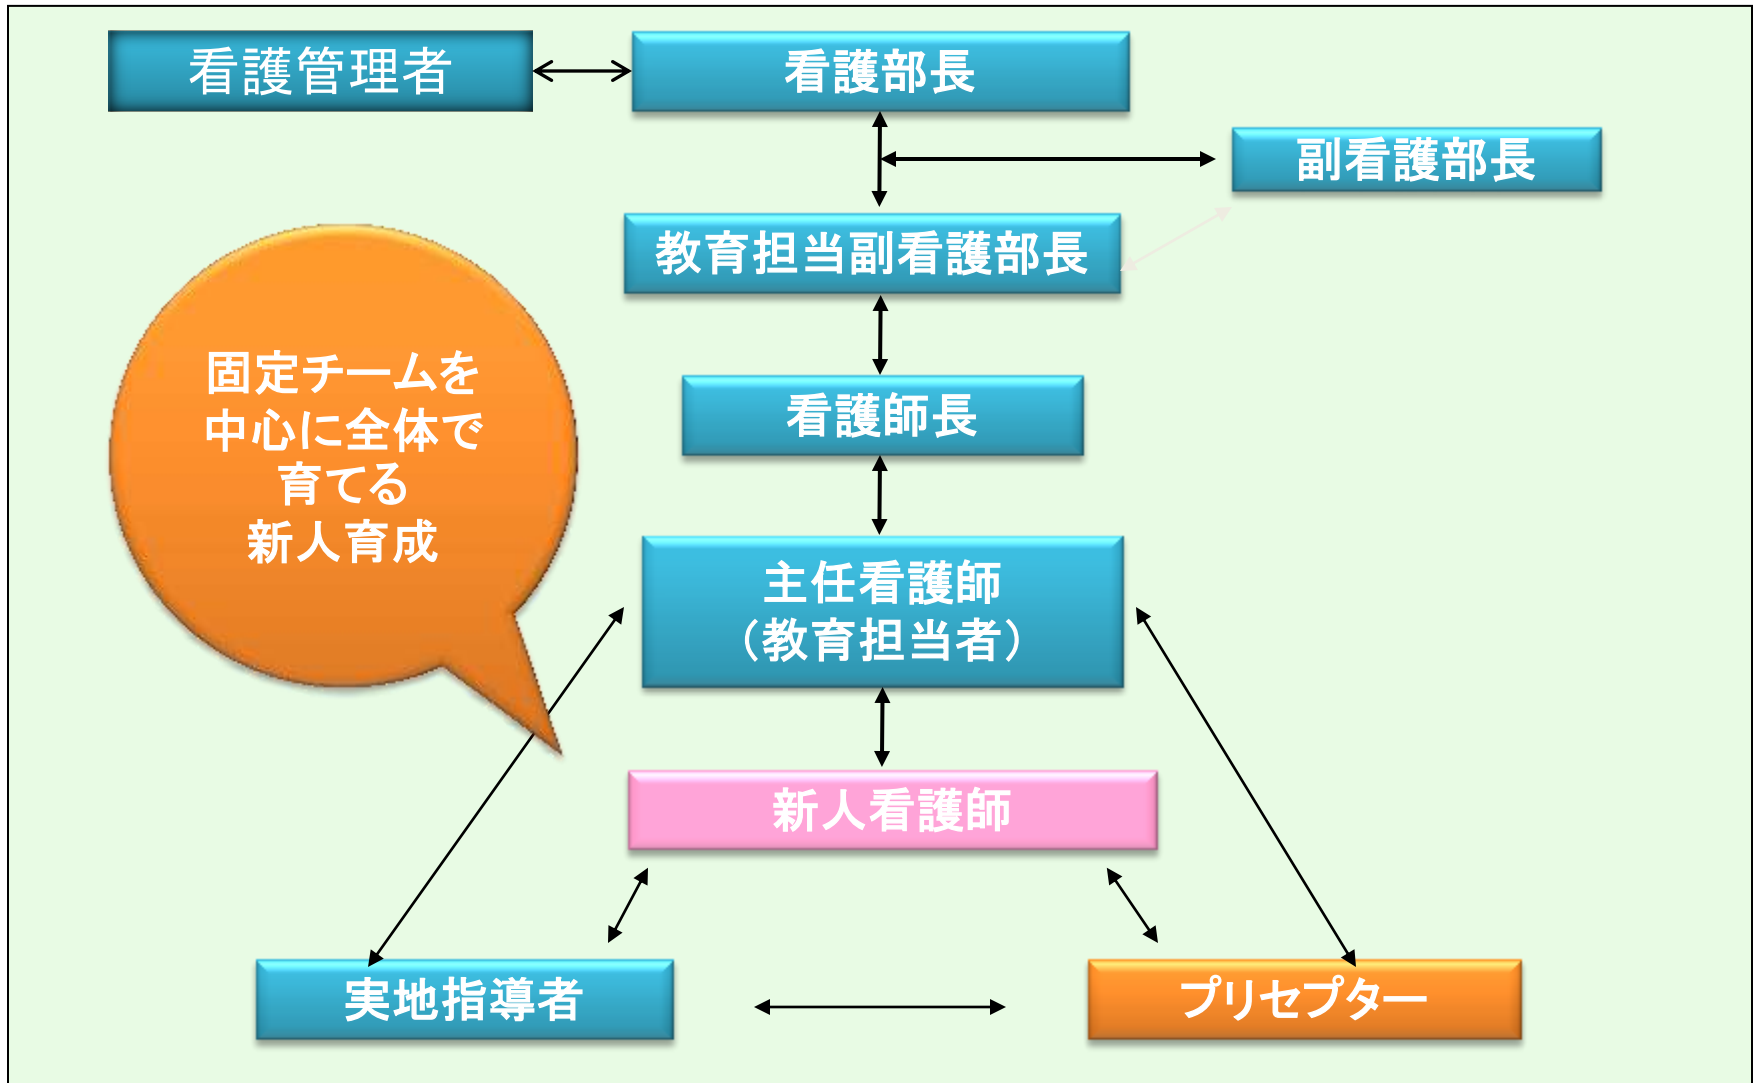 看護管理者
看護部長
副看護部長
教育担当副看護部長
固定チームを
中心に全体で
育てる
新人育成
看護師長
主任看護師
（教育担当者）
新人看護師
実地指導者
プリセプター